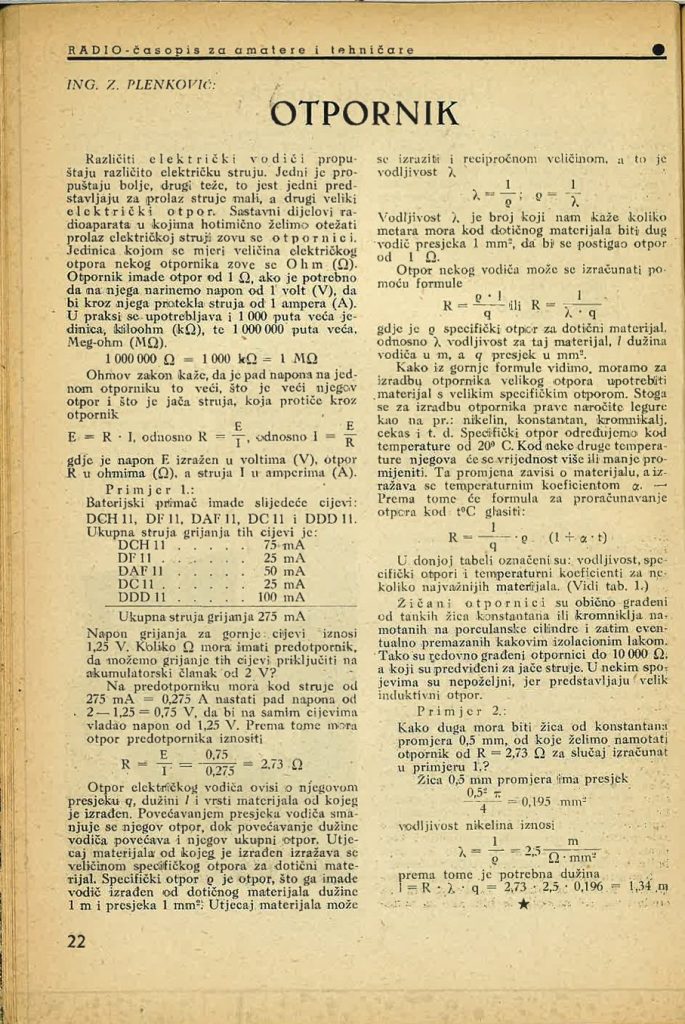 RADIO-časopis za amatere i tehničare
ING. Z. PLENKOVIĆ:
OTPORNIK
Različiti električki vodiči propu-
štaju različito električku struju. Jedni je pro-
puštaju bolje, drugi teže, to jest jedni pred-
stavljaju za prolaz struje mali, a drugi veliki
električki otpor. Sastavni dijelovi ra-
dioaparata u kojima hotimično želimo otežati
prolaz električkoj struji zovu se otpornici.
Jedinica kojom se mjeri veličina električkog
otpora nekog otpornika zove se Ohm (Ω).
Otpornik imade otpor od 1 Ω, ako je potrebno
da na njega narinemo napon od 1 volt (V), da
bi kroz njega protekla struja od 1 ampera (A).
U praksi se upotrebljava i 1 000 puta veća je-
dinica, kiloohm (kΩ), te 1 000 000 puta veća,
Meg-ohm (MΩ).
1 000 000 Ω = 1 000 kΩ = 1 MΩ
Ohmov zakon kaže, da je pad napona na jed-
nom otporniku to veći, što je veći njegov
otpor i što je jača struja, koja protiče kroz
otpornik
E = R · I, odnosno R = E/I, odnosno I = E/R
gdje je napon E izražen u voltima (V), otpor
R u ohmima (Ω), a struja I u amperima (A).
Primjer 1.:
Baterijski primač imade slijedeće cijevi:
DCH 11, DF 11, DAF 11, DC 11 i DDD 11.
Ukupna struja grijanja tih cijevi je:
DCH 11 . . . . . 75 mA
DF 11 . . . . . 25 mA
DAF 11 . . . . . 50 mA
DC 11 . . . . . 25 mA
DDD 11 . . . . . 100 mA
Ukupna struja grijanja 275 mA
Napon grijanja za gornje cijevi iznosi
1,25 V. Koliko Ω mora imati predotpornik,
da možemo grijanje tih cijevi priključiti na
akumulatorski članak od 2 V?
Na predotporniku mora kod struje od
275 mA = 0,275 A nastati pad napona od
2 — 1,25 = 0,75 V, da bi na samim cijevima
vladao napon od 1,25 V. Prema tome mora
otpor predotpornika iznositi
R = E/I = 0,75/0,275 = 2,73 Ω
Otpor električkog vodiča ovisi o njegovom
presjeku q, dužini l i vrsti materijala od kojeg
je izrađen. Povećavanjem presjeka vodiča sma-
njuje se njegov otpor, dok povećavanje dužine
vodiča povećava i njegov ukupni otpor. Utje-
caj materijala od kojeg je izrađen izražava se
veličinom specifičkog otpora za dotični mate-
rijal. Specifički otpor ϱ je otpor, što ga imade
vodič izrađen od dotičnog materijala dužine
1 m i presjeka 1 mm². Utjecaj materijala može
se izraziti i recipročnom veličinom, a to je
vodljivost λ
λ = 1/ϱ ; ϱ = 1/λ
Vodljivost λ je broj koji nam kaže koliko
metara mora kod dotičnog materijala biti dug
vodič presjeka 1 mm², da bi se postigao otpor
od 1 Ω.
Otpor nekog vodiča može se izračunati po-
moću formule
R = ϱ · l/q ili R = l/λ · q
gdje je ϱ specifički otpor za dotični materijal,
odnosno λ vodljivost za taj materijal, l dužina
vodiča u m, a q presjek u mm².
Kako iz gornje formule vidimo, moramo za
izradbu otpornika velikog otpora upotrebiti
materijal s velikim specifičkim otporom. Stoga
se za izradbu otpornika prave naročite legure
kao na pr.: nikelin, konstantan, kromnikalj,
cekas i t. d. Specifički otpor određujemo kod
temperature od 20⁰ C. Kod neke druge tempera-
ture njegova će se vrijednost više ili manje pro-
mijeniti. Ta promjena zavisi o materijalu, a iz-
ražava se temperaturnim koeficientom α. —
Prema tome će formula za proračunavanje
otpora kod t°C glasiti:
R = l/q · ϱ . (1 + α · t)
U donjoj tabeli označeni su: vodljivost, spe-
cifički otpori i temperaturni koeficienti za ne-
koliko najvažnijih materijala. (Vidi tab. 1.)
Žičani otpornici su obično građeni
od tankih žica konstantana ili kromniklja na-
motanih na porculanske cilindre i zatim even-
tualno premazanih kakovim izolacionim lakom.
Tako su redovno građeni otpornici do 10 000 Ω,
a koji su predviđeni za jače struje. U nekim spo-
jevima su nepoželjni, jer predstavljaju velik
induktivni otpor.
Primjer 2.:
Kako duga mora biti žica od konstantana
promjera 0,5 mm, od koje želimo namotati
otpornik od R = 2,73 Ω za slučaj izračunat
u primjeru 1.?
Žica 0,5 mm promjera ima presjek
0,5² π/4 = 0,195 mm²
vodljivost nikelina iznosi
λ = 1/ϱ = 2,5 m/Ω · mm²
prema tome je potrebna dužina
l = R · λ · q = 2,73 · 2,5 · 0,196 = 1,34 m
★
22